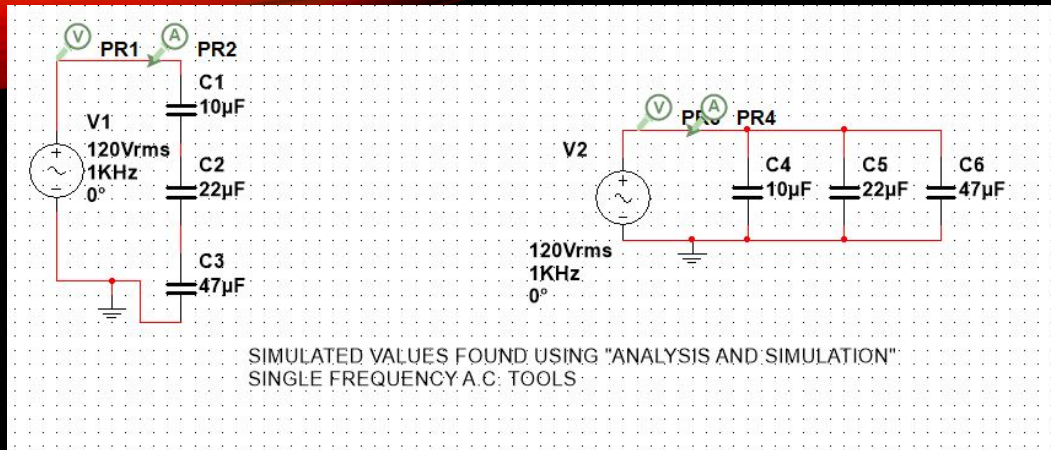 PR1 PR2
C1
10µF
V1
120Vrms
1KHz
0°
C2
22µF
C3
47µF
V A
V A
PR4
V2
C4
10µF
C5
22µF
C6
47µF
120Vrms
1KHz
0°
SIMULATED VALUES FOUND USING "ANALYSIS AND SIMULATION"
SINGLE FREQUENCY A.C. TOOLS